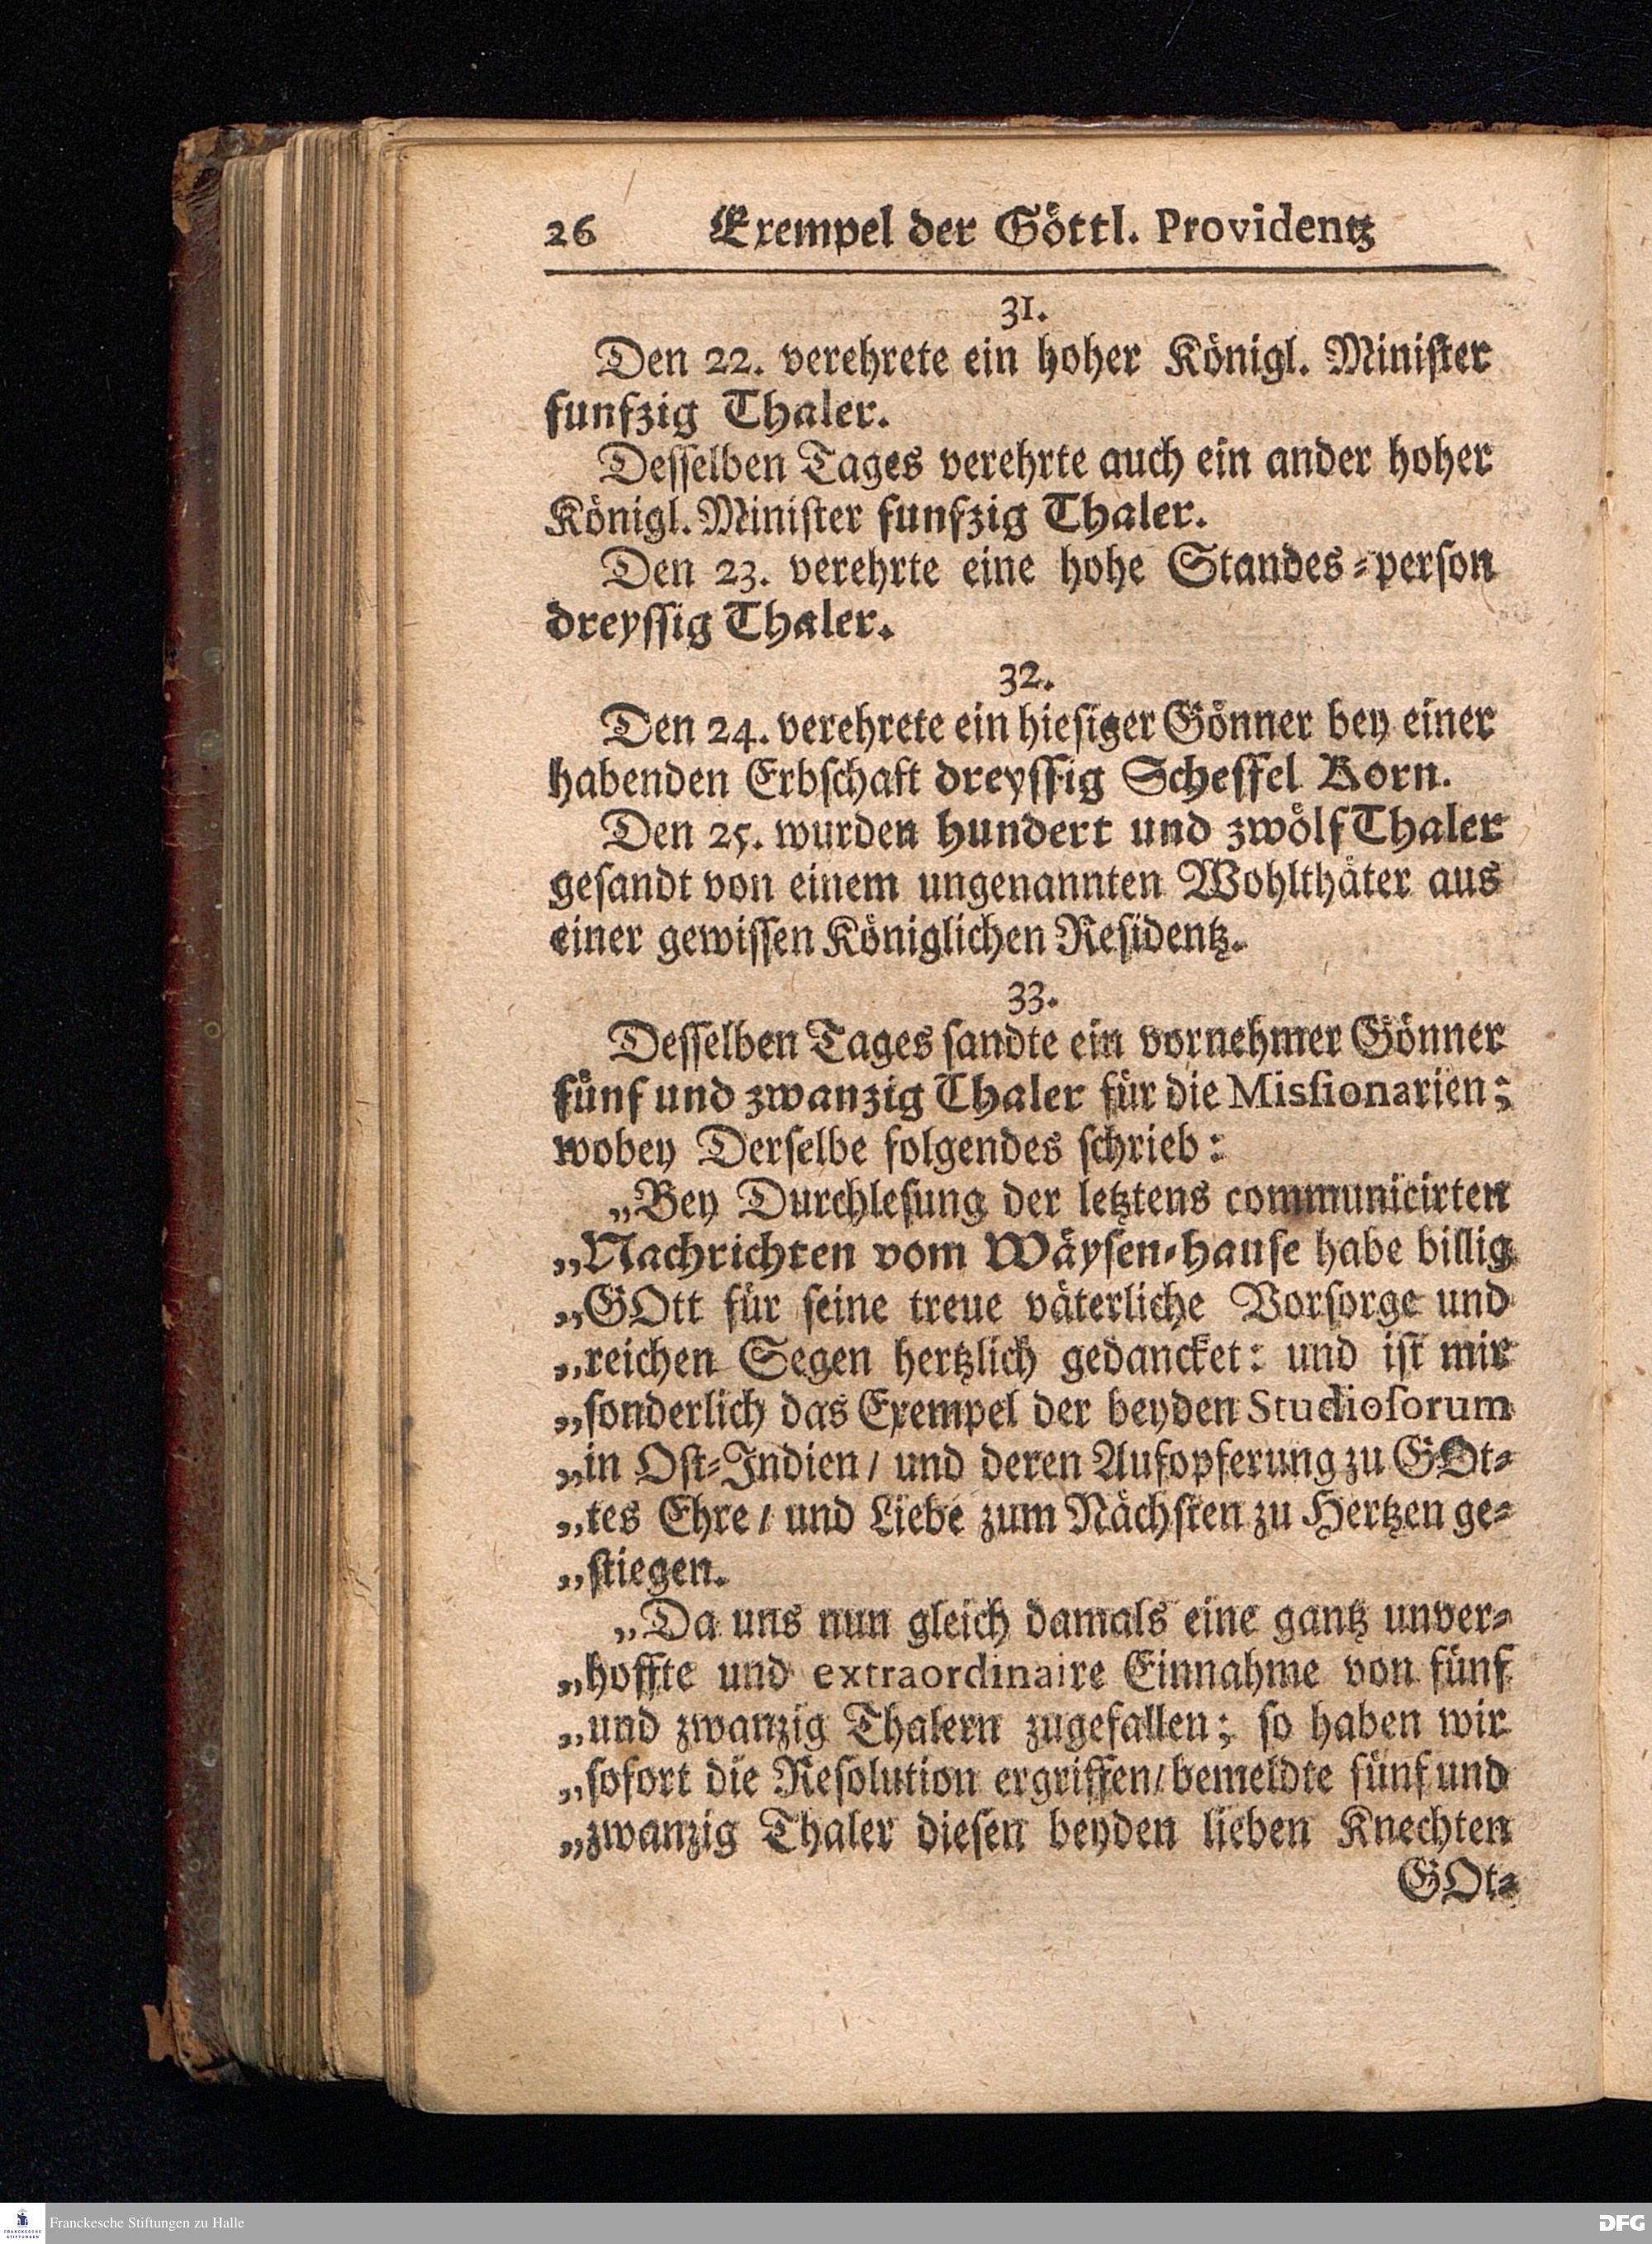 26 Exempel der Göttl. Providentz
31.
Den 22. verehrete ein hoher Königl. Miniſter
funfzig Thaler.
Deſſelben Tages verehrte auch ein ander hoher
Königl. Miniſter funfzig Thaler.
Den 23. verehrte eine hohe Standes-perſon
dreyſſig Thaler.
32.
Den 24. verehrete ein hieſiger Gönner bey einer
habenden Erbſchaft dreyſſig Scheffel Korn.
Den 25. wurden hundert und zwölf Thaler
geſandt von einem ungenannten Wohlthäter aus
einer gewiſſen Königlichen Reſidentz.
33.
Deſſelben Tages ſandte ein vornehmer Gönner
fünf und zwanzig Thaler für die Misſionarien;
wobey Derſelbe folgendes ſchrieb:
„Bey Durchleſung der letztens communicirten
„Nachrichten vom Wäyſen-hauſe habe billig
„GOtt für ſeine treue väterliche Vorſorge und
„reichen Segen hertzlich gedancket: und iſt mir
„ſonderlich das Exempel der beyden Studioſorum
„in Oſt-Indien/ und deren Aufopferung zu GOt-
„tes Ehre/ und Liebe zum Nächſten zu Hertzen ge-
„ſtiegen.
„Da uns nun gleich damals eine gantz unver-
„hoffte und extraordinaire Einnahme von fünf
„und zwanzig Thalern zugefallen; ſo haben wir
„ſofort die Reſolution ergriffen/ bemeldte fünf und
„zwanzig Thaler dieſen beyden lieben Knechten
GOt-
FRANCKESCHE
STIFTUNGEN
Franckesche Stiftungen zu Halle
DFG